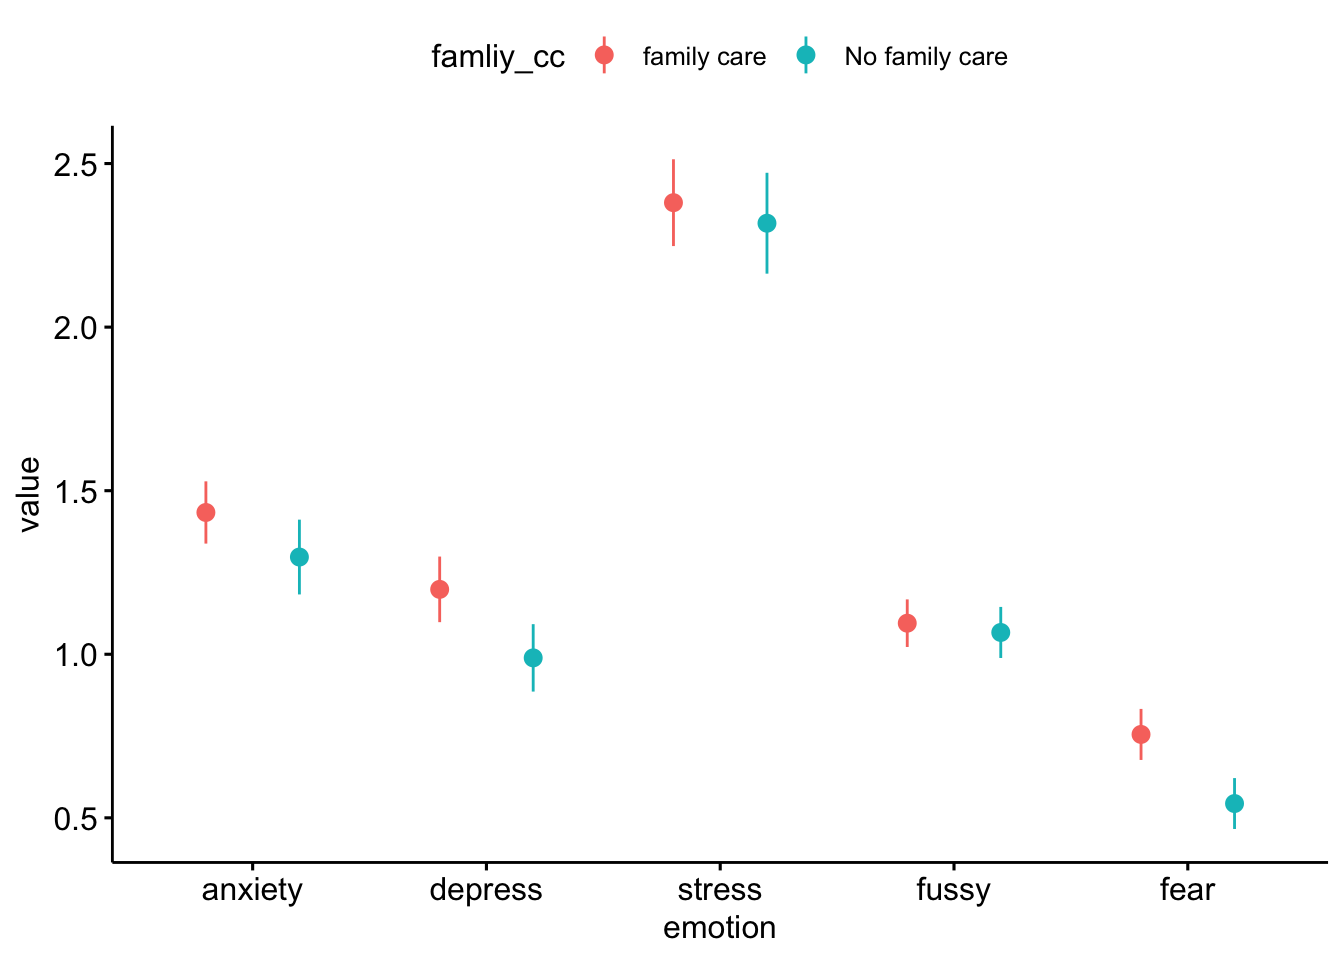 famliy_cc family care No family care
2.5
2.0
1.5
1.0
0.5
value
anxiety depress stress fussy fear
emotion